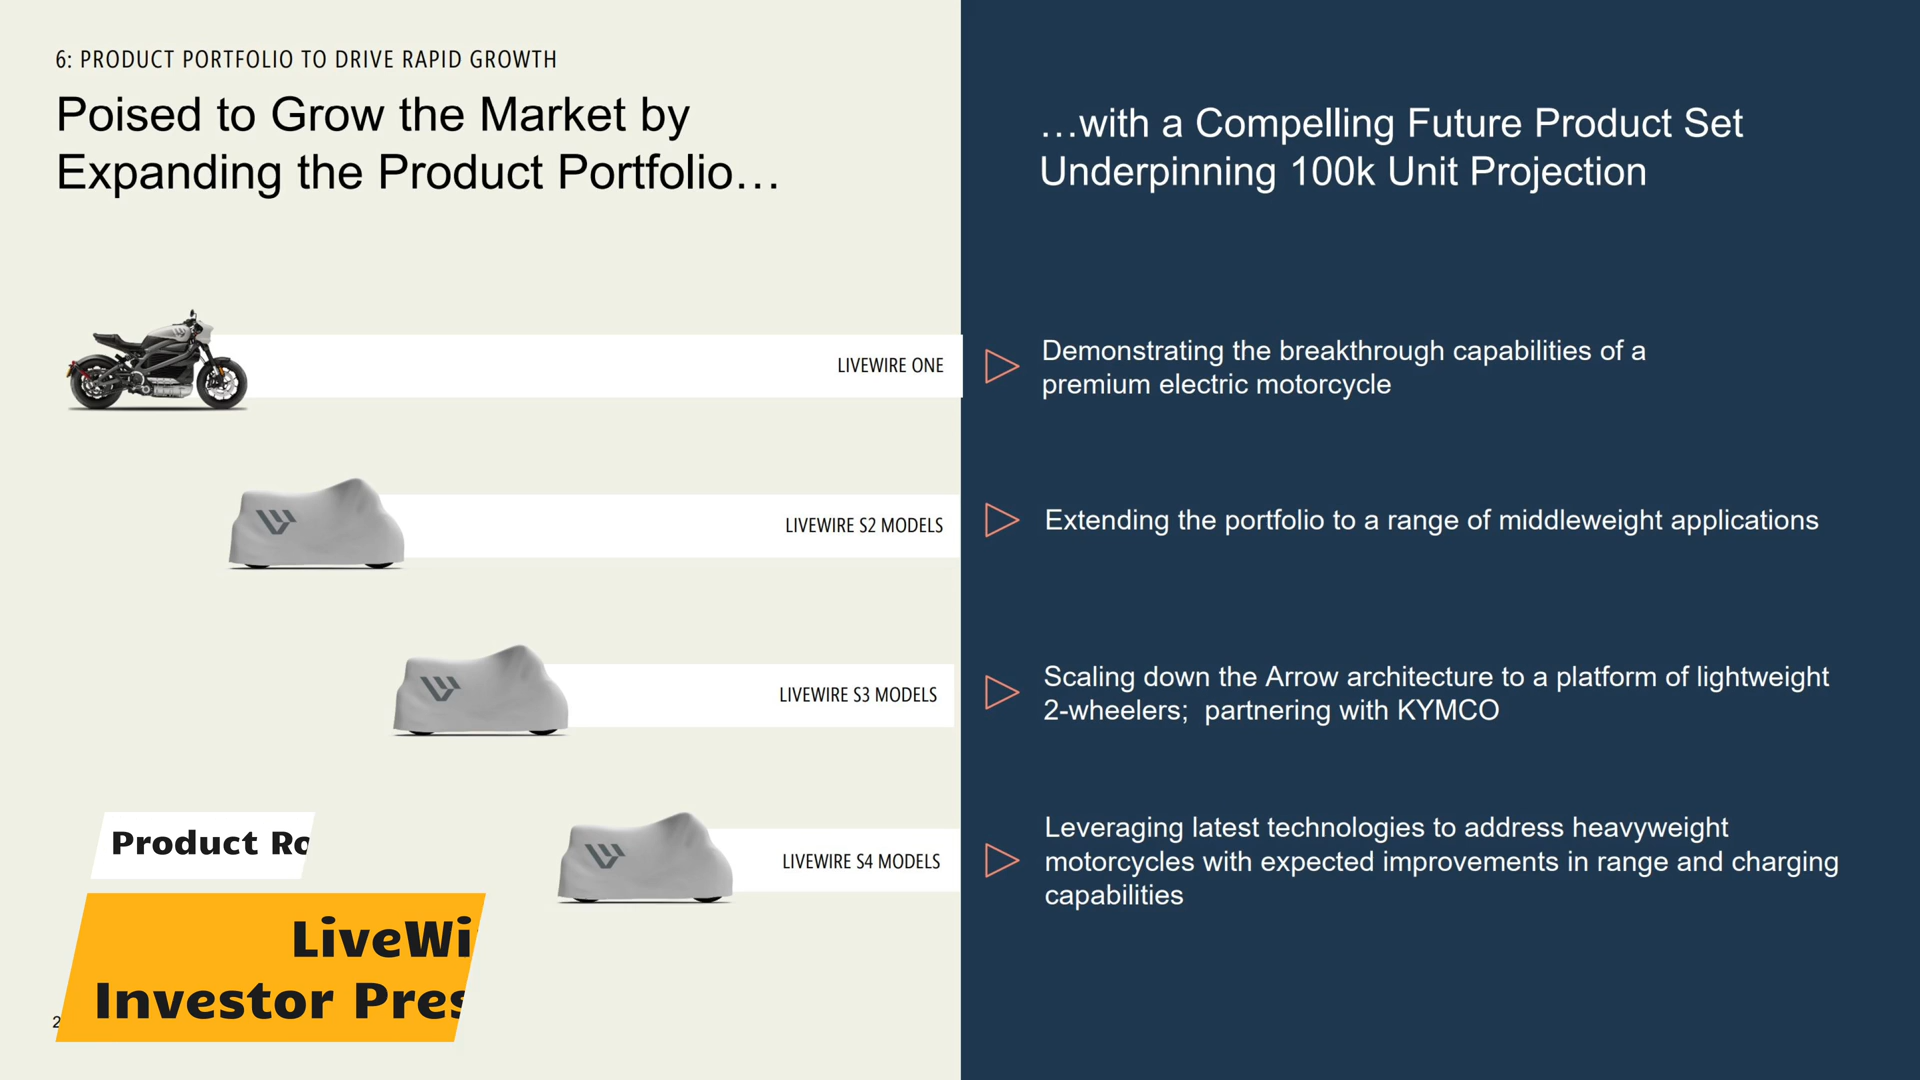 6: PRODUCT PORTFOLIO TO DRIVE RAPID GROWTH
Poised to Grow the Market by
Expanding the Product Portfolio…
…with a Compelling Future Product Set
Underpinning 100k Unit Projection
LIVEWIRE ONE
Demonstrating the breakthrough capabilities of a
premium electric motorcycle
LIVEWIRE S2 MODELS
Extending the portfolio to a range of middleweight applications
LIVEWIRE S3 MODELS
Scaling down the Arrow architecture to a platform of lightweight
2-wheelers; partnering with KYMCO
LIVEWIRE S4 MODELS
Leveraging latest technologies to address heavyweight
motorcycles with expected improvements in range and charging
capabilities
Product Ro
LiveWi
Investor Pres
2